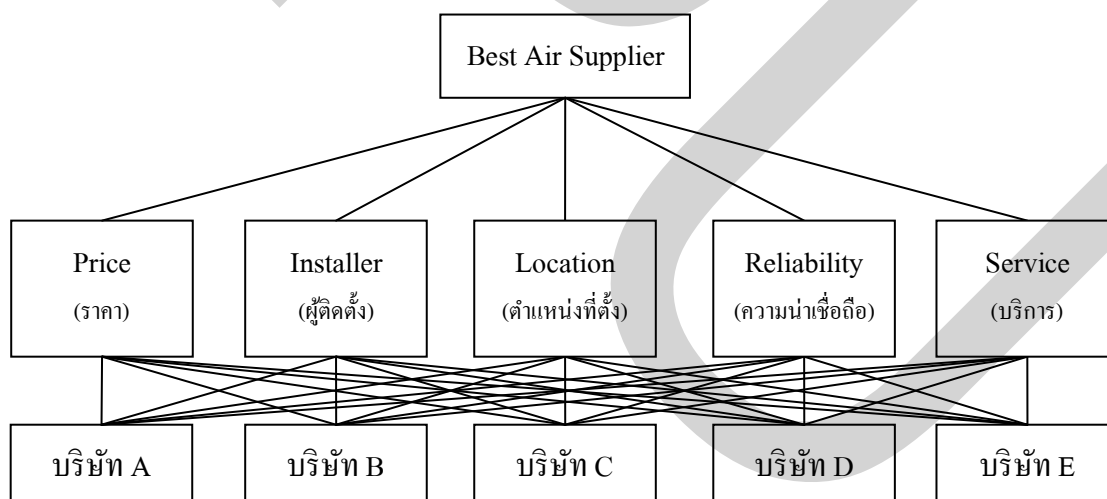 Best Air Supplier
Price
(ราคา)
Installer
(ผู้ติดตั้ง)
Location
(ตำแหน่งที่ตั้ง)
Reliability
(ความน่าเชื่อถือ)
Service
(บริการ)
บริษัท A
บริษัท B
บริษัท C
บริษัท D
บริษัท E